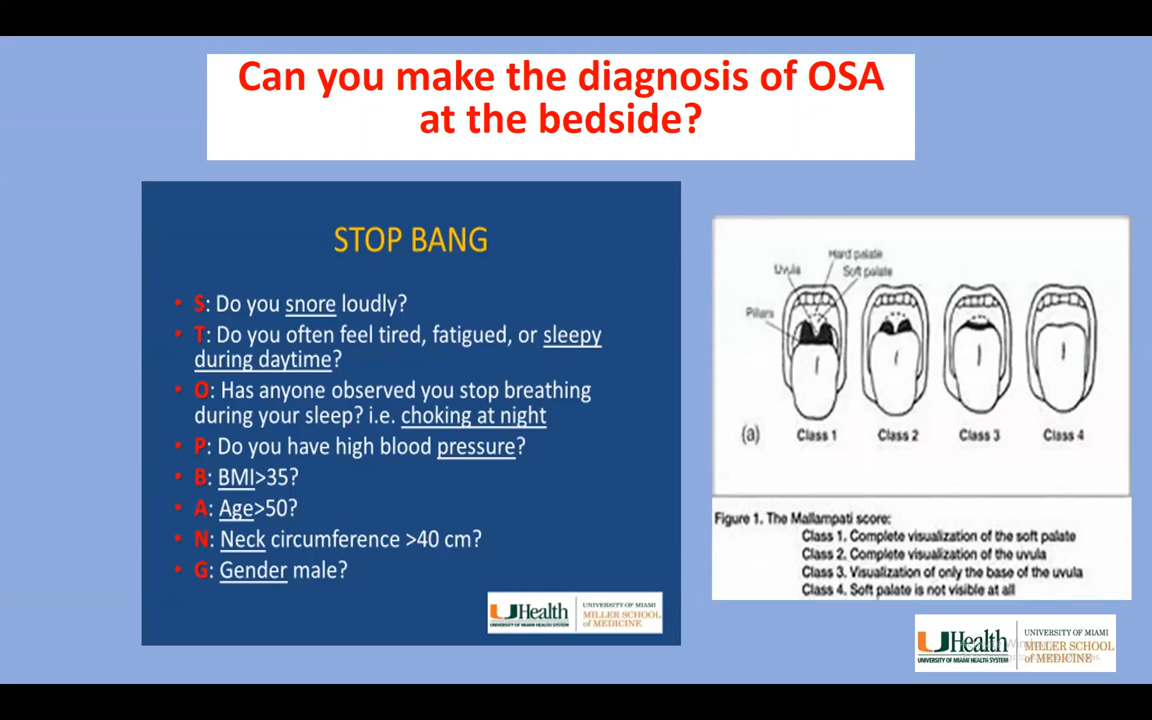 Can you make the diagnosis of OSA
at the bedside?
STOP BANG
• S: Do you snore loudly?
• T: Do you often feel tired, fatigued, or sleepy
during daytime?
• O: Has anyone observed you stop breathing
during your sleep? i.e. choking at night
• P: Do you have high blood pressure?
• B: BMI>35?
• A: Age>50?
• N: Neck circumference >40 cm?
• G: Gender male?
UHealth
UNIVERSITY OF MIAMI HEALTH SYSTEM
UNIVERSITY OF MIAMI
MILLER SCHOOL
of MEDICINE
Hard palate
Uvula
Soft palate
Pillars
(a)
Class 1
Class 2
Class 3
Class 4
Figure 1. The Mallampati score:
Class 1. Complete visualization of the soft palate
Class 2. Complete visualization of the uvula
Class 3. Visualization of only the base of the uvula
Class 4. Soft palate is not visible at all
UHealth
UNIVERSITY OF MIAMI HEALTH SYSTEM
UNIVERSITY OF MIAMI
MILLER SCHOOL
of MEDICINE